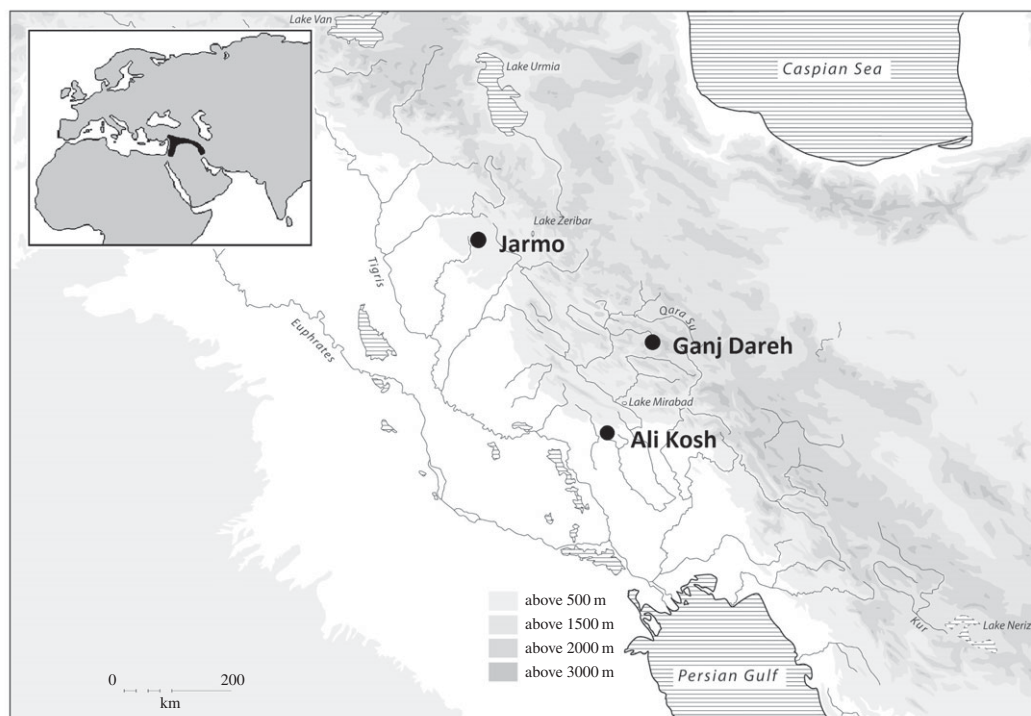 Lake Van
Lake Urmia
Caspian Sea
Lake Zeribar
Jarmo
Tigris
Qara Su
Euphrates
Ganj Dareh
Lake Mirabad
Ali Kosh
above 500 m
above 1500 m
above 2000 m
above 3000 m
Kur
Lake Neriz
0 200
km
Persian Gulf